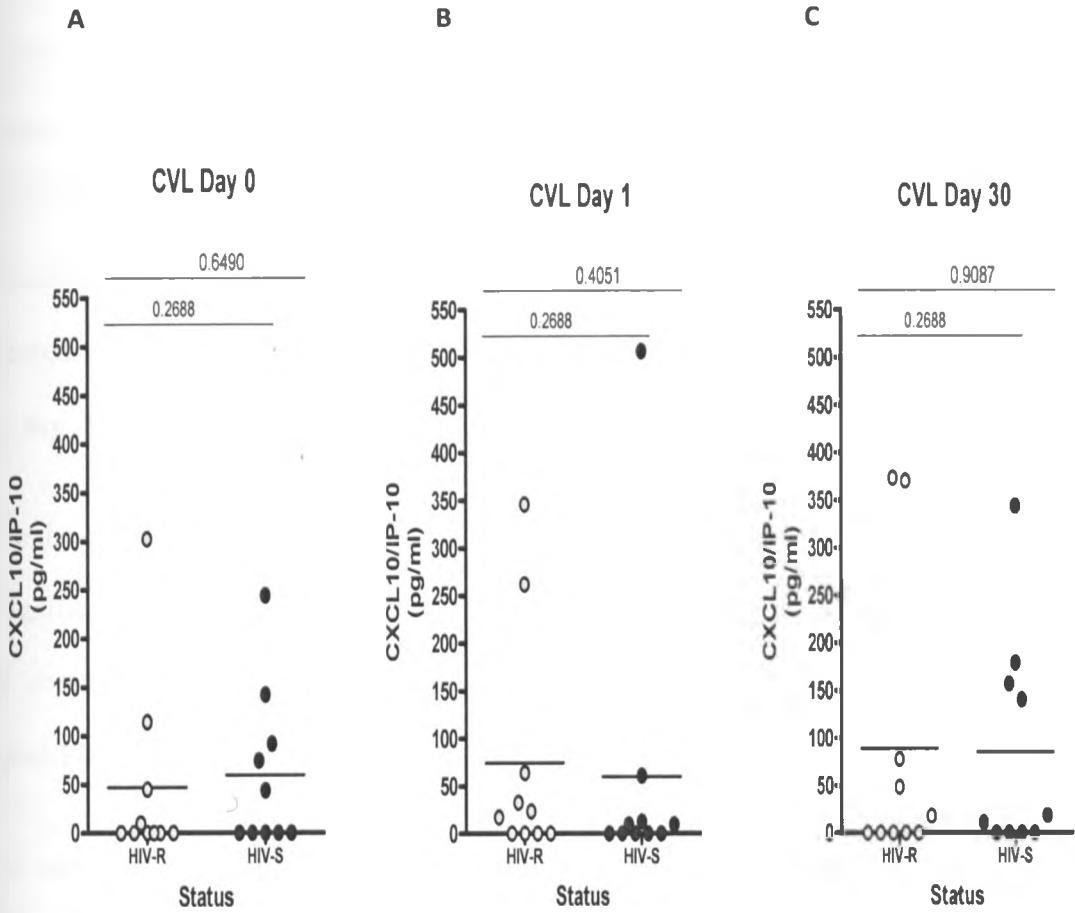 A
B
C
CVL Day 0
CVL Day 1
CVL Day 30
0.6490
0.2688
550
500
450
400
350
300
250
200
150
100
50
0
CXCL10/IP-10
(pg/ml)
HIV-R
HIV-S
Status
0.4051
0.2688
550
500
450
400
350
300
250
200
150
100
50
0
CXCL10/IP-10
(pg/ml)
HIV-R
HIV-S
Status
0.9087
0.2688
550
500
450
400
350
300
250
200
150
100
50
0
CXCL10/IP-10
(pg/ml)
HIV-R
HIV-S
Status